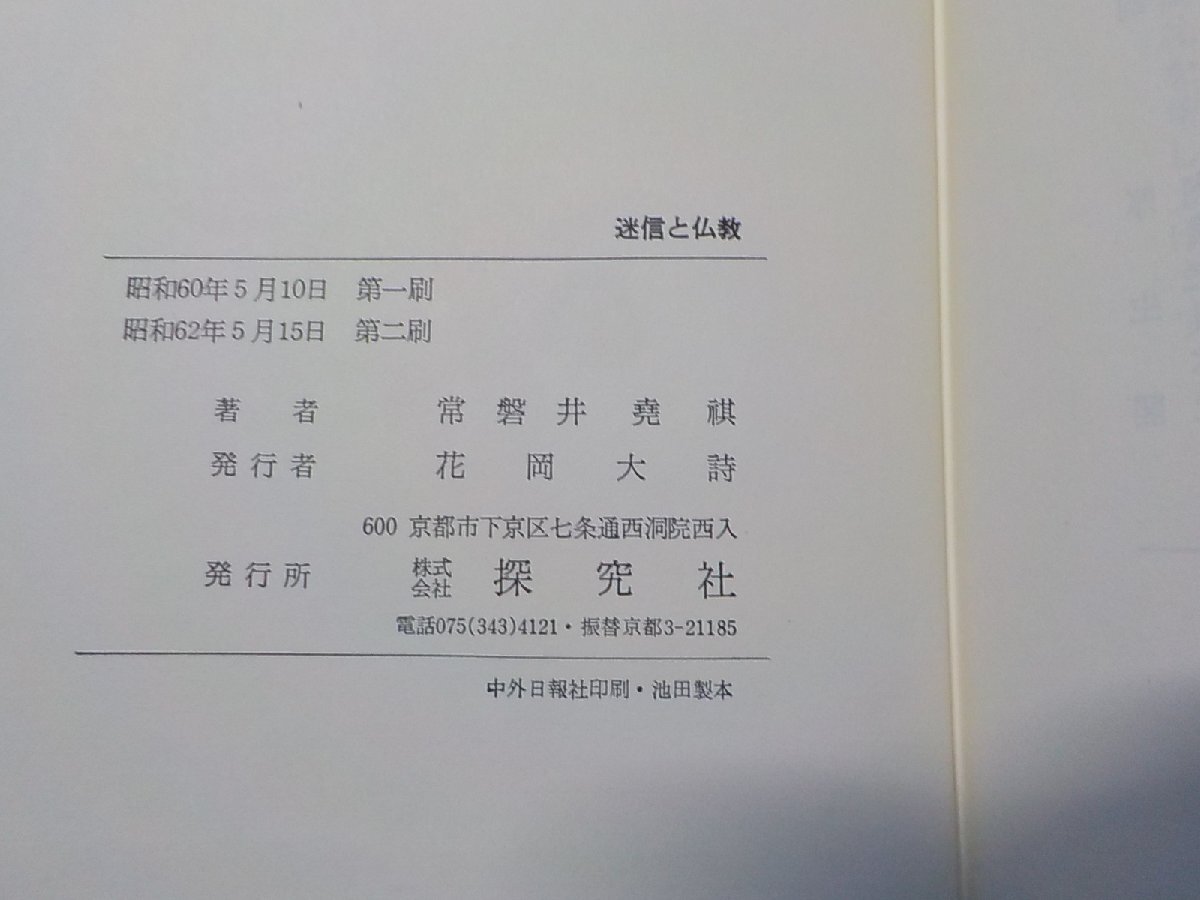 迷信と仏教
昭和60年5月10日 第一刷
昭和62年5月15日 第二刷
著者 常磐井堯祺
発行者 花岡大詩
600 京都市下京区七条通西洞院西入
発行所 株式会社 探究社
電話075(343)4121・振替京都3-21185
中外日報社印刷・池田製本